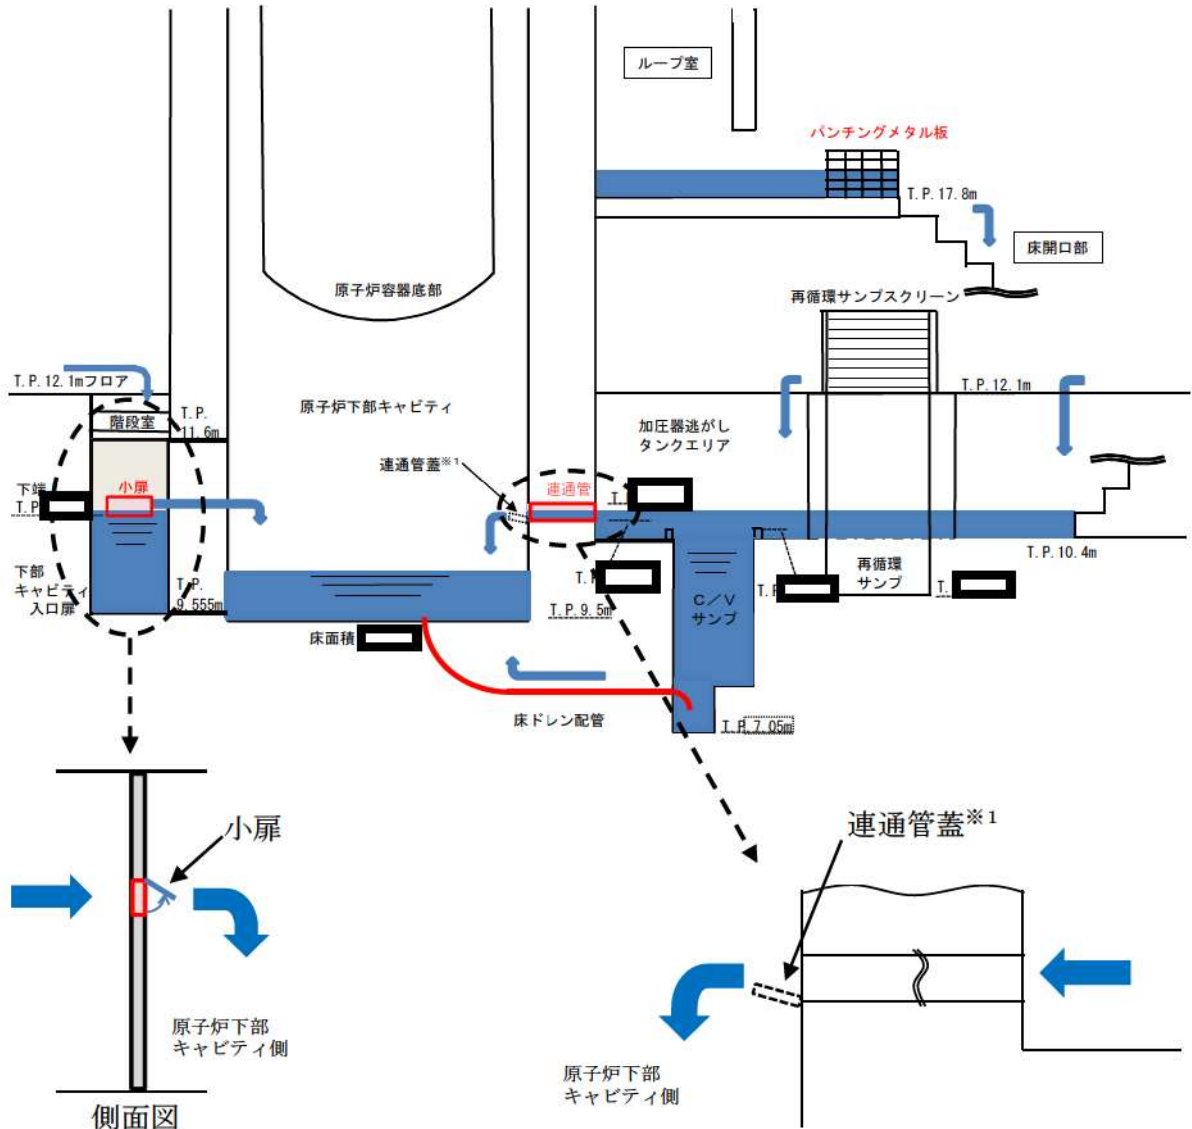 ループ室
パンチングメタル板
T.P.17.8m
床開口部
原子炉容器底部
再循環サンプスクリーン
T.P.12.1mフロア
T.P.12.1m
階段室
T.P.
11.6m
原子炉下部キャビティ
加圧器逃がし
タンクエリア
連通管蓋※1
連通管
小扉
下端
T.P
T.
T.P.10.4m
下部
キャビティ
入口扉
T.P.
9.555m
T.P.9.5m
T.
C/V
サンプ
T.P
再循環
サンプ
T.
床面積
床ドレン配管
T.P.7.05m
小扉
連通管蓋※1
原子炉下部
キャビティ側
側面図
原子炉下部
キャビティ側